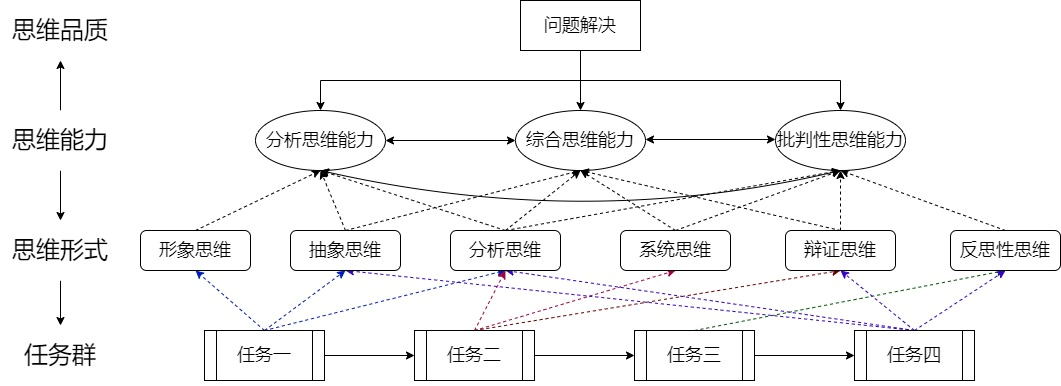 思维品质
问题解决
思维能力
分析思维能力
综合思维能力
批判性思维能力
思维形式
形象思维
抽象思维
分析思维
系统思维
辩证思维
反思性思维
任务群
任务一
任务二
任务三
任务四